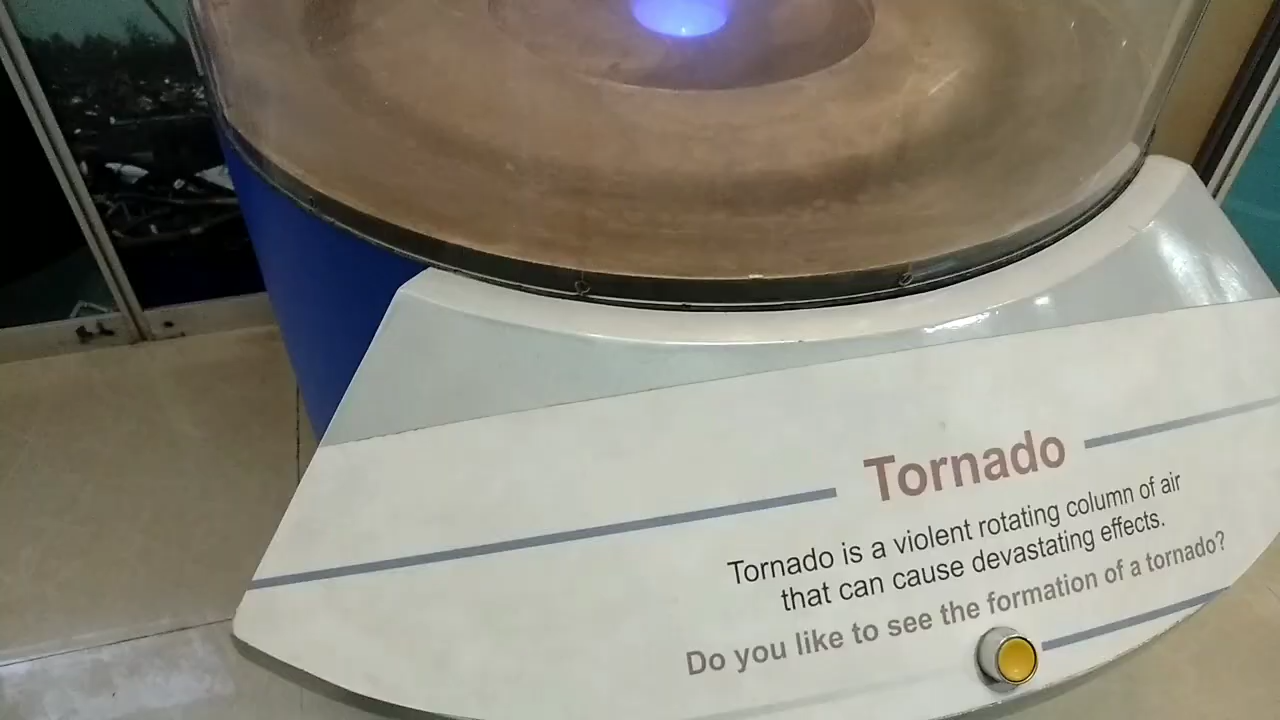 Tornado
Tornado is a violent rotating column of air
that can cause devastating effects.
Do you like to see the formation of a tornado?